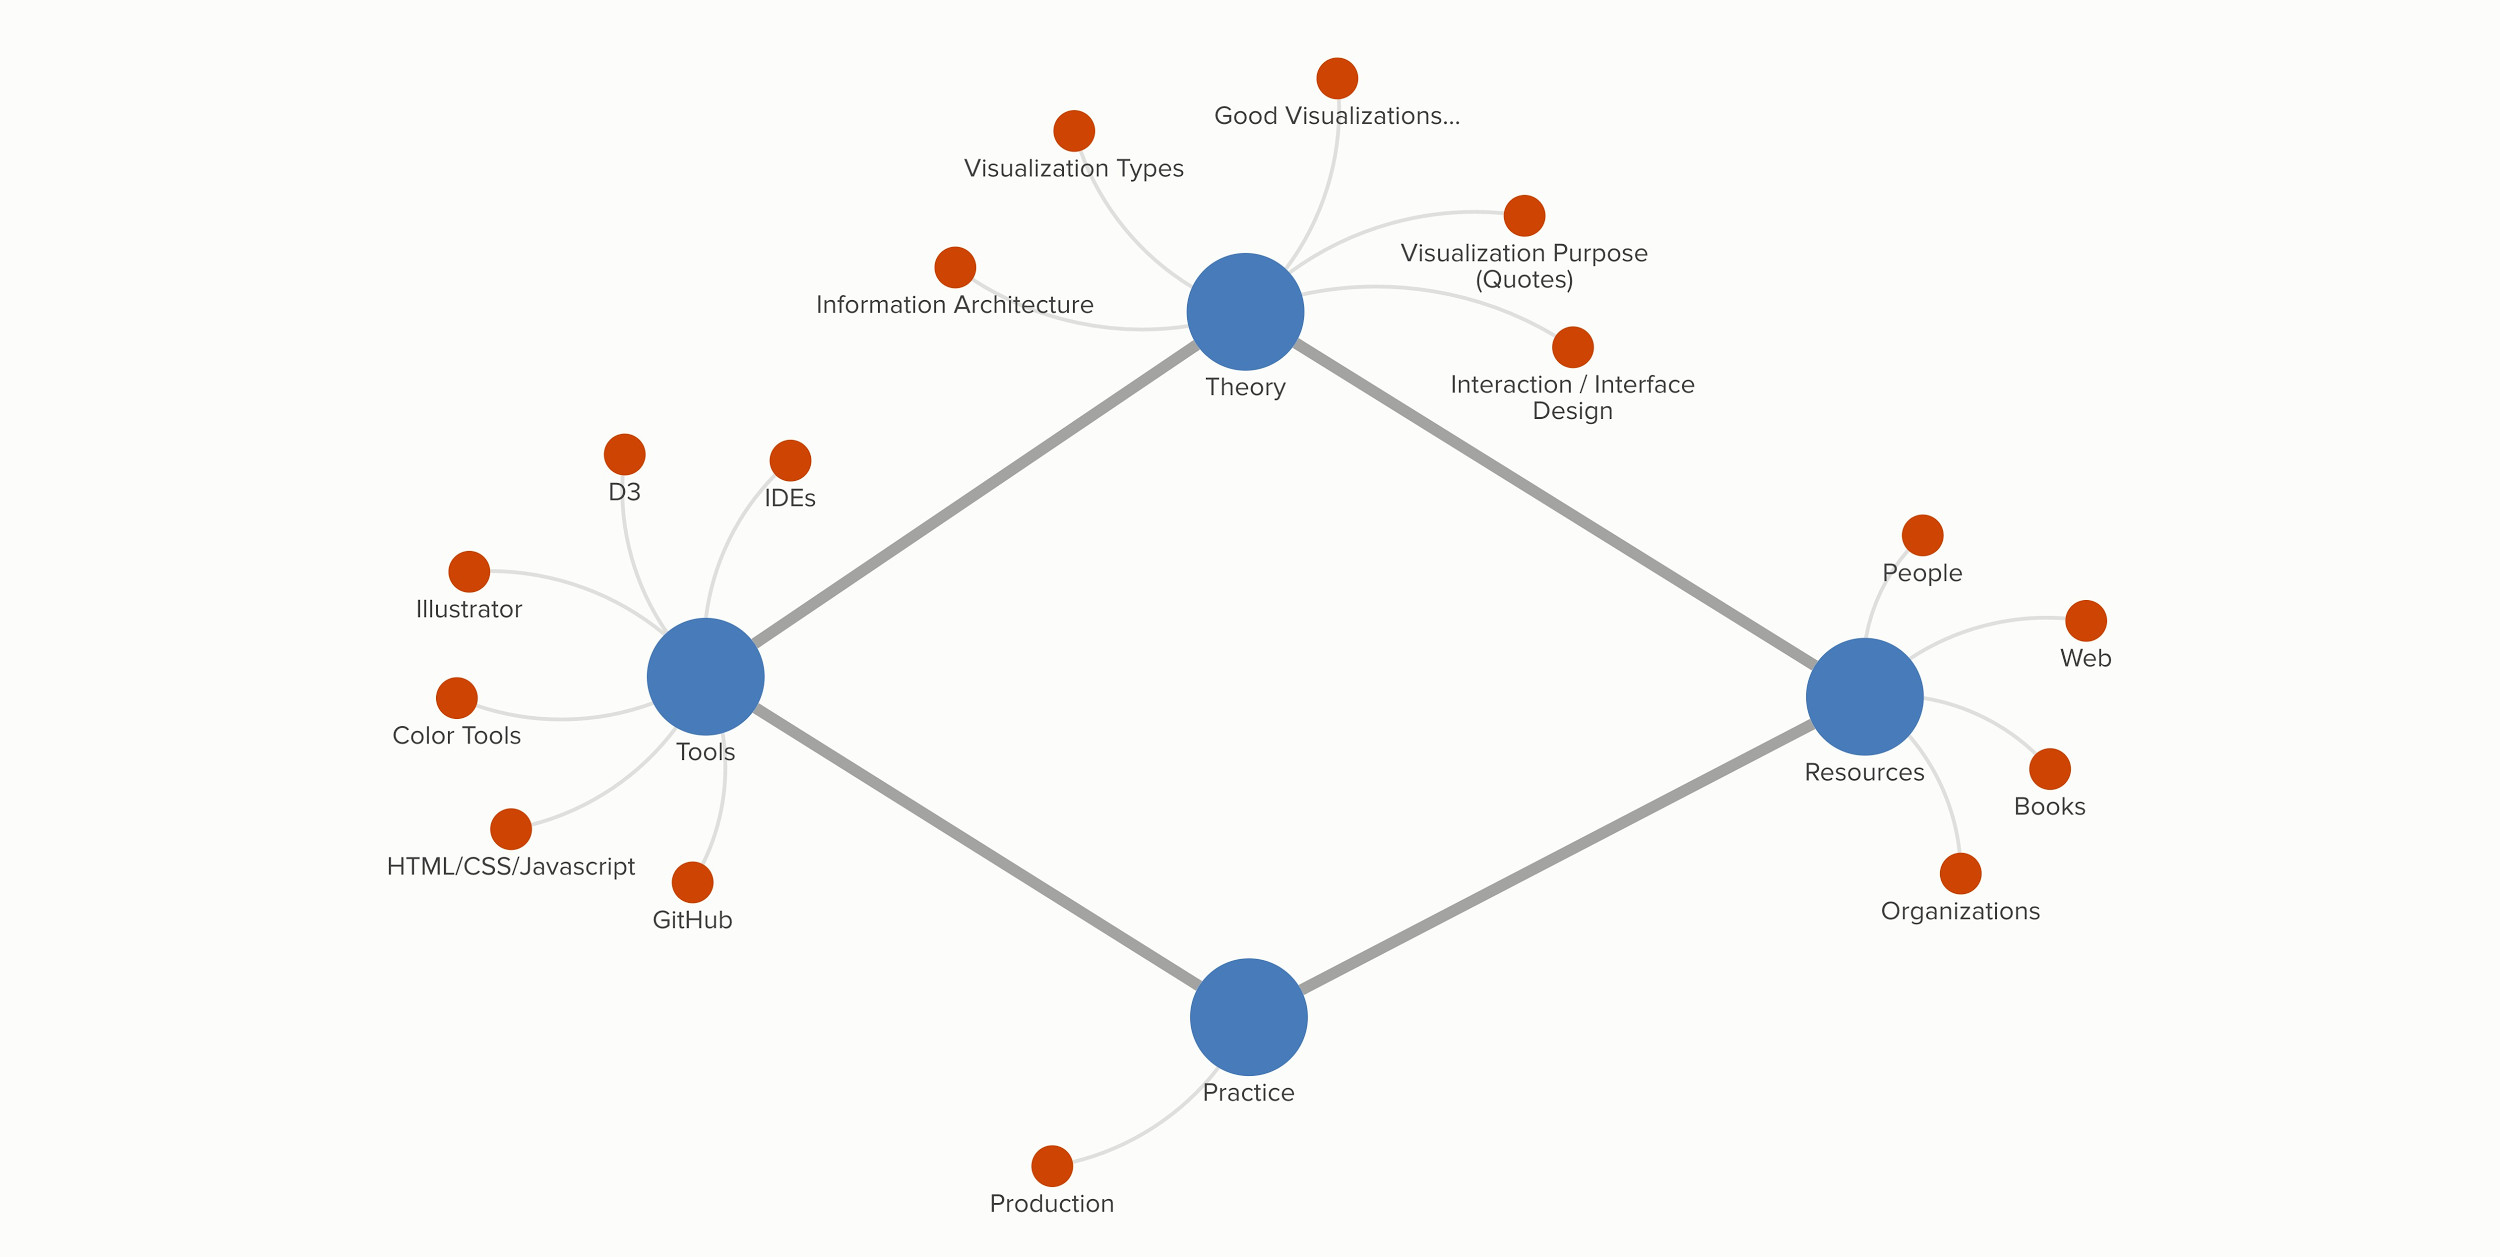 Good Visualizations...
Visualization Types
Visualization Purpose
(Quotes)
Information Architecture
Theory
Interaction / Interface
Design
D3
IDEs
Illustrator
People
Web
Color Tools
Tools
Resources
Books
HTML/CSS/Javascript
GitHub
Organizations
Practice
Production